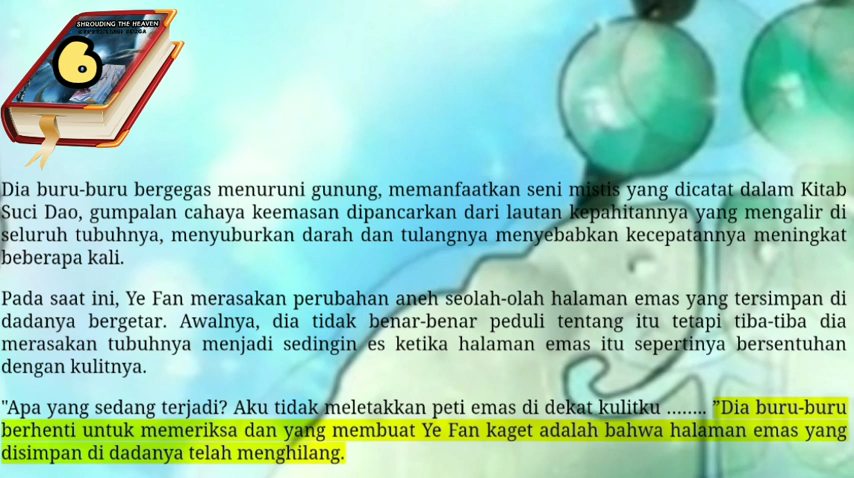 SHROUDING THE HEAVEN
6
Dia buru-buru bergegas menuruni gunung, memanfaatkan seni mistis yang dicatat dalam Kitab
Suci Dao, gumpalan cahaya keemasan dipancarkan dari lautan kepahitannya yang mengalir di
seluruh tubuhnya, menyuburkan darah dan tulangnya menyebabkan kecepatannya meningkat
beberapa kali.
Pada saat ini, Ye Fan merasakan perubahan aneh seolah-olah halaman emas yang tersimpan di
dadanya bergetar. Awalnya, dia tidak benar-benar peduli tentang itu tetapi tiba-tiba dia
merasakan tubuhnya menjadi sedingin es ketika halaman emas itu sepertinya bersentuhan
dengan kulitnya.
"Apa yang sedang terjadi? Aku tidak meletakkan peti emas di dekat kulitku ........ ”Dia buru-buru
berhenti untuk memeriksa dan yang membuat Ye Fan kaget adalah bahwa halaman emas yang
disimpan di dadanya telah menghilang.